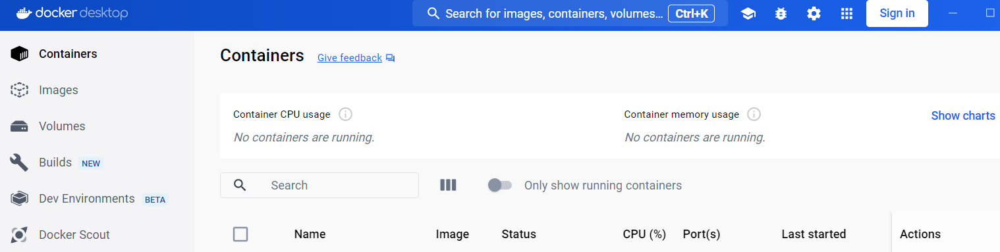 docker desktop
Search for images, containers, volumes... Ctrl+K
Sign in
Containers
Images
Volumes
Builds NEW
Dev Environments BETA
Docker Scout
Containers Give feedback
Container CPU usage
No containers are running.
Container memory usage
No containers are running.
Show charts
Search
Only show running containers
Name Image Status CPU (%) Port(s) Last started Actions